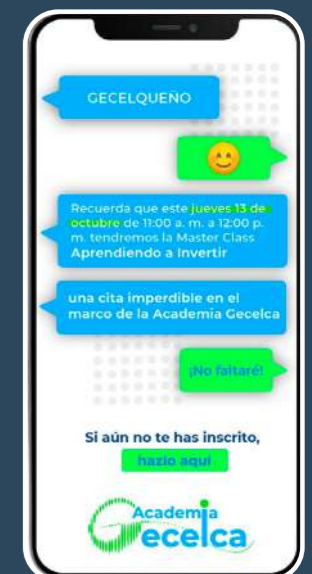 GECELQUEÑO
Recuerda que este jueves 13 de
octubre de 11:00 a. m. a 12:00 p.
m. tendremos la Master Class
Aprendiendo a Invertir
una cita imperdible en el
marco de la Academia Gecelca
¡No faltaré!
Si aún no te has inscrito,
hazlo aquí
Academia
Gecelca